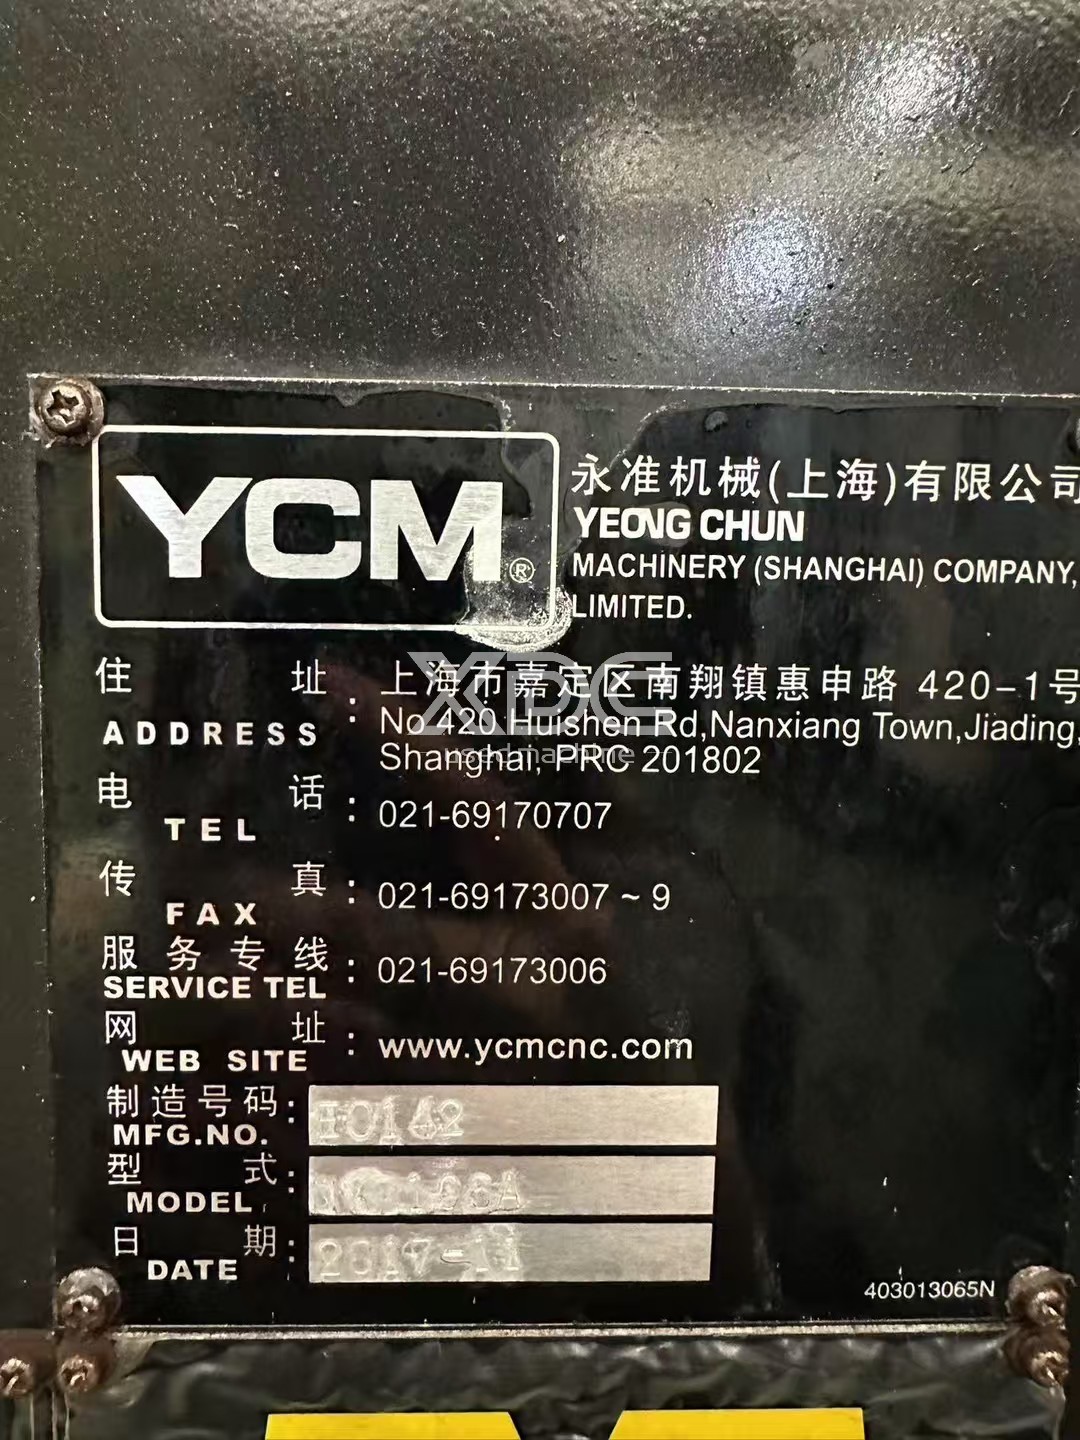 YCM®
永准机械(上海)有限公司
YEONG CHUN
MACHINERY (SHANGHAI) COMPANY,
LIMITED.
住 址 : 上海市嘉定区南翔镇惠申路 420-1号
ADDRESS No 420 Huishen Rd,Nanxiang Town,Jiading,
Shanghai, PRC 201802
XDC
used machine
电 话 : 021-69170707
TEL
传 真 : 021-69173007 ~ 9
FAX
服 务 专 线 : 021-69173006
SERVICE TEL
网 址 : www.ycmcnc.com
WEB SITE
制造号码:
MFG.NO.
型 式 :
MODEL
日 期 : 2017-11
DATE
403013065N